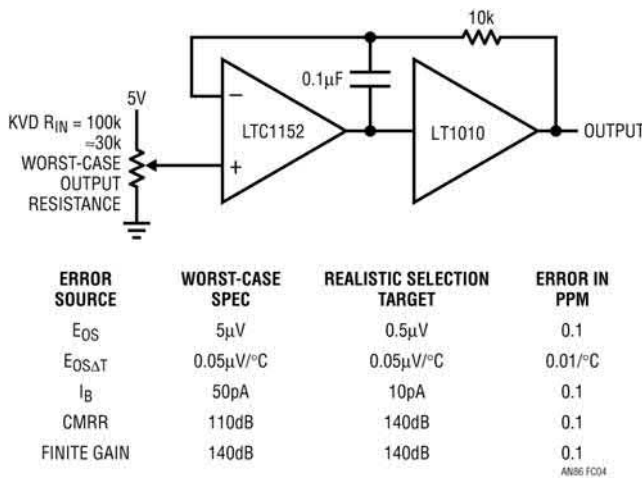 10k
0.1µF
5V
KVD RIN = 100k
≈30k
WORST-CASE
OUTPUT
RESISTANCE
–
+
LTC1152
LT1010
OUTPUT
ERROR SOURCE WORST-CASE SPEC REALISTIC SELECTION TARGET ERROR IN PPM
EOS 5µV 0.5µV 0.1
EOSΔT 0.05µV/°C 0.05µV/°C 0.01/°C
IB 50pA 10pA 0.1
CMRR 110dB 140dB 0.1
FINITE GAIN 140dB 140dB 0.1
AN86 FC04